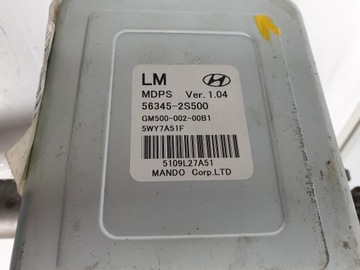 LM
MDPS Ver. 1.04
56345-2S500
GM500-002-00B1
5WY7A51F
5109L27A51
MANDO Corp.LTD